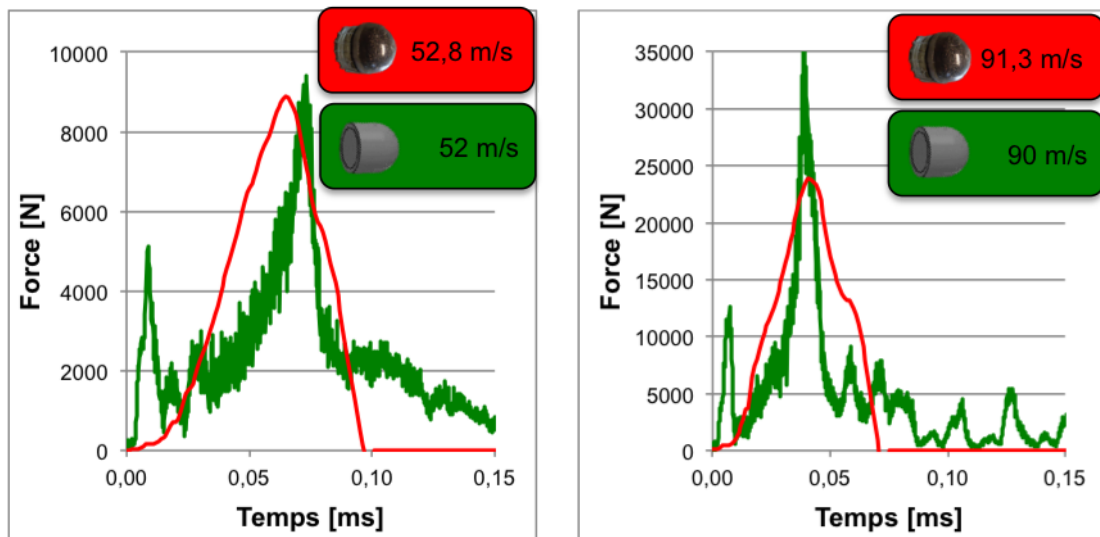 52,8 m/s
52 m/s
Force [N]
10000
8000
6000
4000
2000
0
0,00 0,05 0,10 0,15
Temps [ms]
91,3 m/s
90 m/s
Force [N]
35000
30000
25000
20000
15000
10000
5000
0
0,00 0,05 0,10 0,15
Temps [ms]